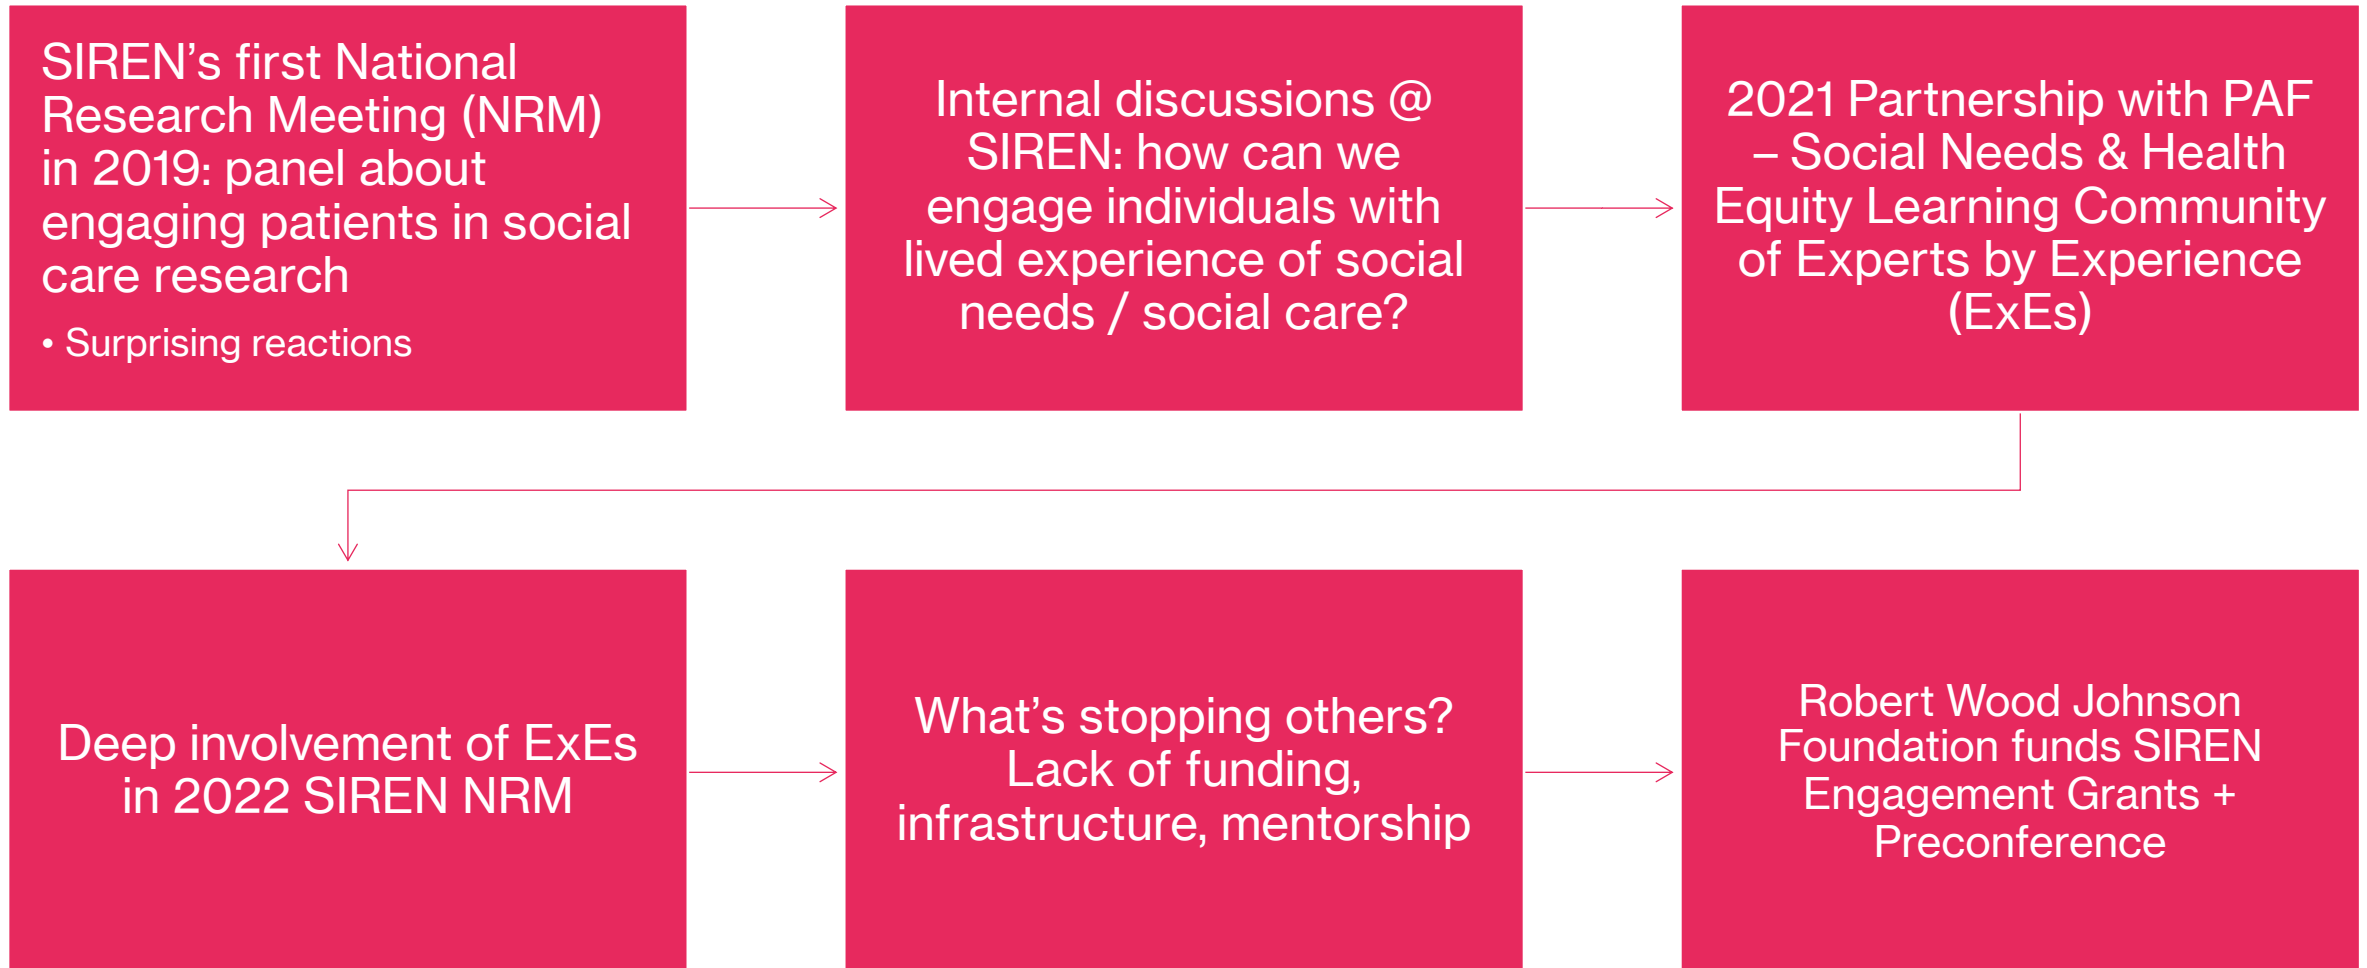 SIREN’s first National
Research Meeting (NRM)
in 2019: panel about
engaging patients in social
care research
• Surprising reactions
Internal discussions @
SIREN: how can we
engage individuals with
lived experience of social
needs / social care?
2021 Partnership with PAF
– Social Needs & Health
Equity Learning Community
of Experts by Experience
(ExEs)
Deep involvement of ExEs
in 2022 SIREN NRM
What’s stopping others?
Lack of funding,
infrastructure, mentorship
Robert Wood Johnson
Foundation funds SIREN
Engagement Grants +
Preconference